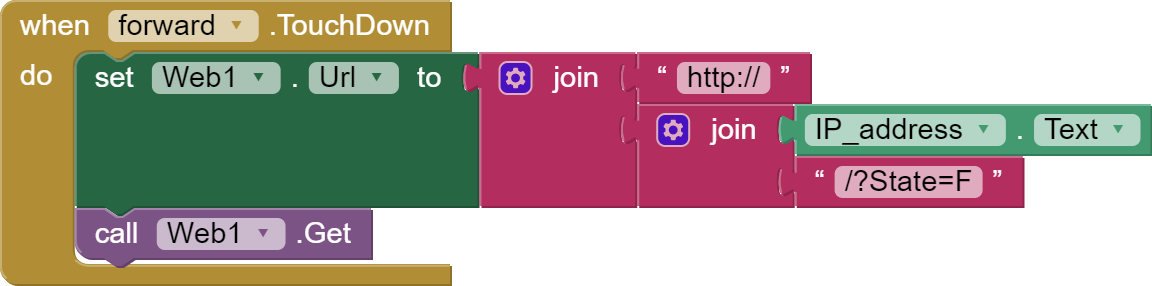 when forward .TouchDown
do set Web1 . Url to join " http:// "
join IP_address . Text
" /?State=F "
call Web1 .Get